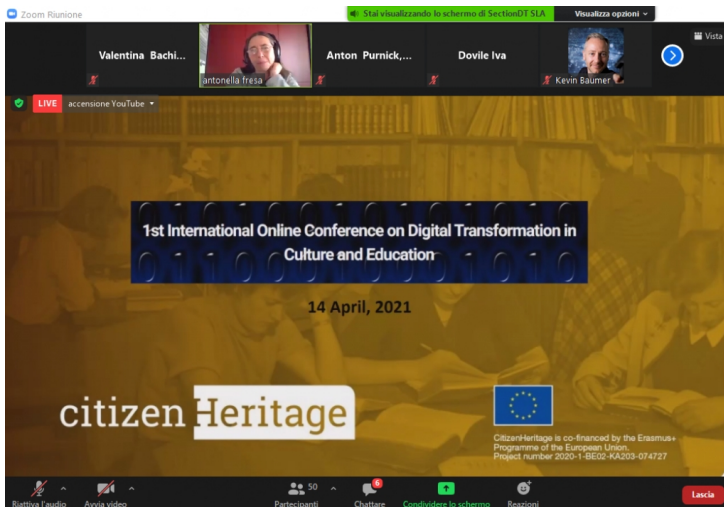 Zoom Riunione
Stai visualizzando lo schermo di SectionDT SLA
Visualizza opzioni
Vista
Valentina Bachi...
antonella fresa
Anton Purnick,...
Dovile Iva
Kevin Baumer
LIVE accensione YouTube
1st International Online Conference on Digital Transformation in
Culture and Education
14 April, 2021
citizen Heritage
CitizenHeritage is co-financed by the Erasmus+
Programme of the European Union.
Project number 2020-1-BE02-KA203-074727
50
6
Riattiva l'audio
Avvia video
Partecipanti
Chattare
Condividere lo schermo
Reazioni
Lascia